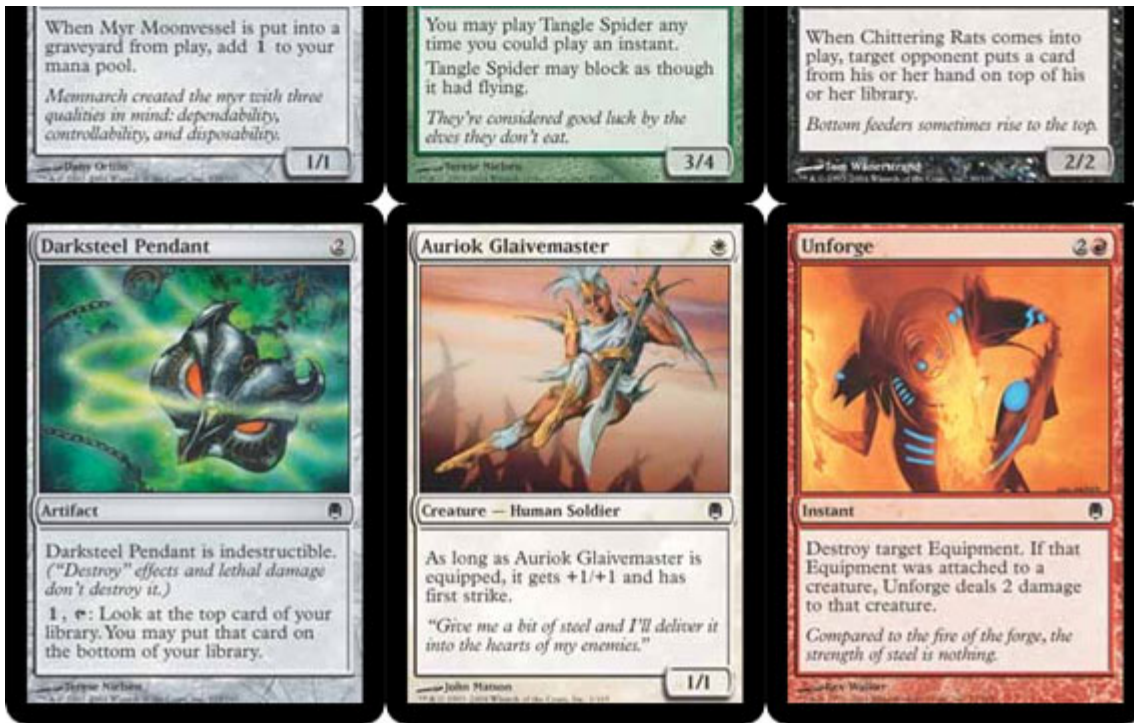 When Myr Moonvessel is put into a
graveyard from play, add 1 to your
mana pool.
Memnarch created the myr with three
qualities in mind: dependability,
controllability, and disposability.
1/1
You may play Tangle Spider any
time you could play an instant.
Tangle Spider may block as though
it had flying.
They're considered good luck by the
elves they don't eat.
Terese Nielsen
3/4
When Chittering Rats comes into
play, target opponent puts a card
from his or her hand on top of his
or her library.
Bottom feeders sometimes rise to the top.
2/2
Darksteel Pendant 2
Artifact
Darksteel Pendant is indestructible.
("Destroy" effects and lethal damage
don't destroy it.)
1, : Look at the top card of your
library. You may put that card on
the bottom of your library.
Terese Nielsen
Auriok Glaivemaster
Creature — Human Soldier
As long as Auriok Glaivemaster is
equipped, it gets +1/+1 and has
first strike.
"Give me a bit of steel and I'll deliver it
into the hearts of my enemies."
John Matson
1/1
Unforge 2
Instant
Destroy target Equipment. If that
Equipment was attached to a
creature, Unforge deals 2 damage
to that creature.
Compared to the fire of the forge, the
strength of steel is nothing.
Kev Walker